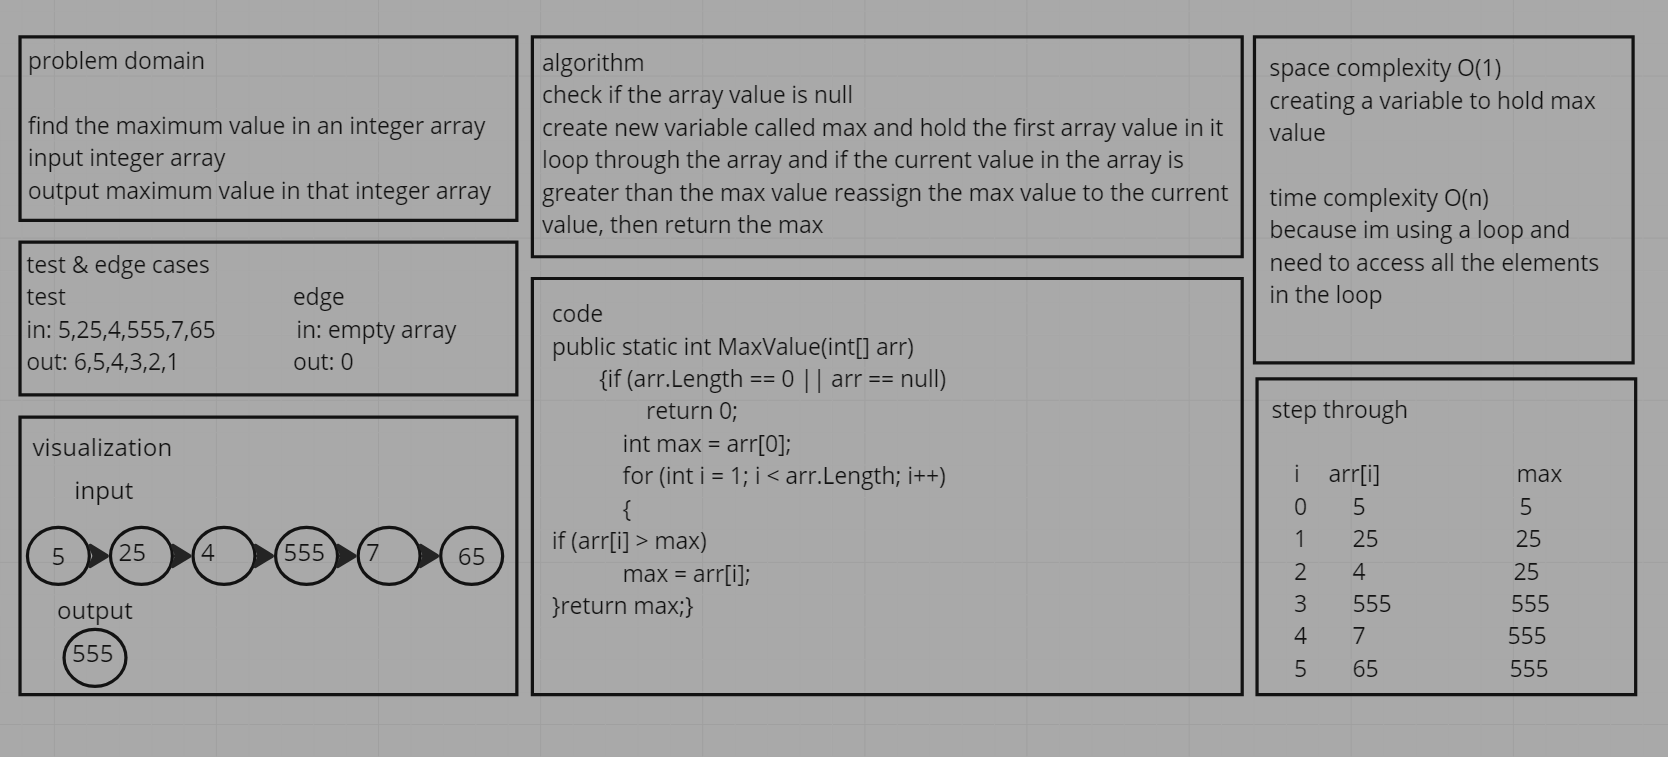 problem domain
find the maximum value in an integer array
input integer array
output maximum value in that integer array
test & edge cases
test edge
in: 5,25,4,555,7,65 in: empty array
out: 6,5,4,3,2,1 out: 0
visualization
input
5 25 4 555 7 65
output
555
algorithm
check if the array value is null
create new variable called max and hold the first array value in it
loop through the array and if the current value in the array is
greater than the max value reassign the max value to the current
value, then return the max
code
public static int MaxValue(int[] arr)
{if (arr.Length == 0 || arr == null)
return 0;
int max = arr[0];
for (int i = 1; i < arr.Length; i++)
{
if (arr[i] > max)
max = arr[i];
}return max;}
space complexity O(1)
creating a variable to hold max
value
time complexity O(n)
because im using a loop and
need to access all the elements
in the loop
step through
i arr[i] max
0 5 5
1 25 25
2 4 25
3 555 555
4 7 555
5 65 555